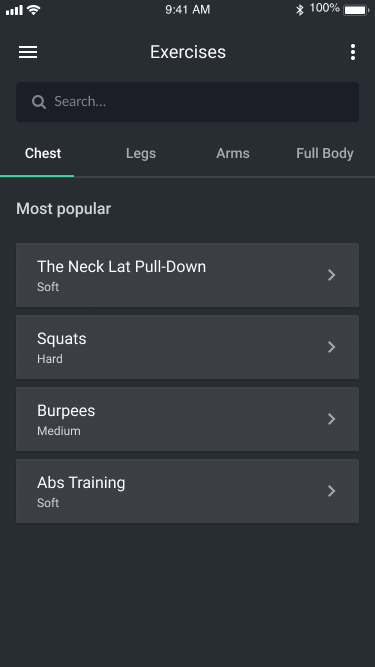 9:41 AM 100%
Exercises
Search...
Chest Legs Arms Full Body
Most popular
The Neck Lat Pull-Down
Soft
Squats
Hard
Burpees
Medium
Abs Training
Soft